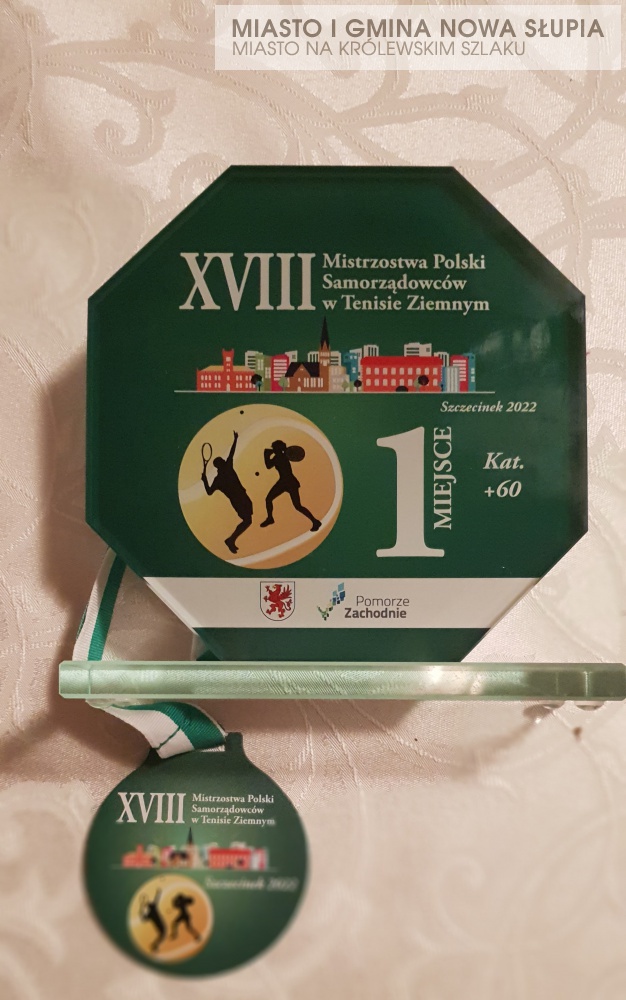 MIASTO I GMINA NOWA SŁUPIA
MIASTO NA KRÓLEWSKIM SZLAKU
XVIII
Mistrzostwa Polski
Samorządowców
w Tenisie Ziemnym
Szczecinek 2022
1
MIEJSCE
Kat.
+60
Pomorze
Zachodnie
XVIII
Mistrzostwa Polski
Samorządowców
w Tenisie Ziemnym
Szczecinek 2022